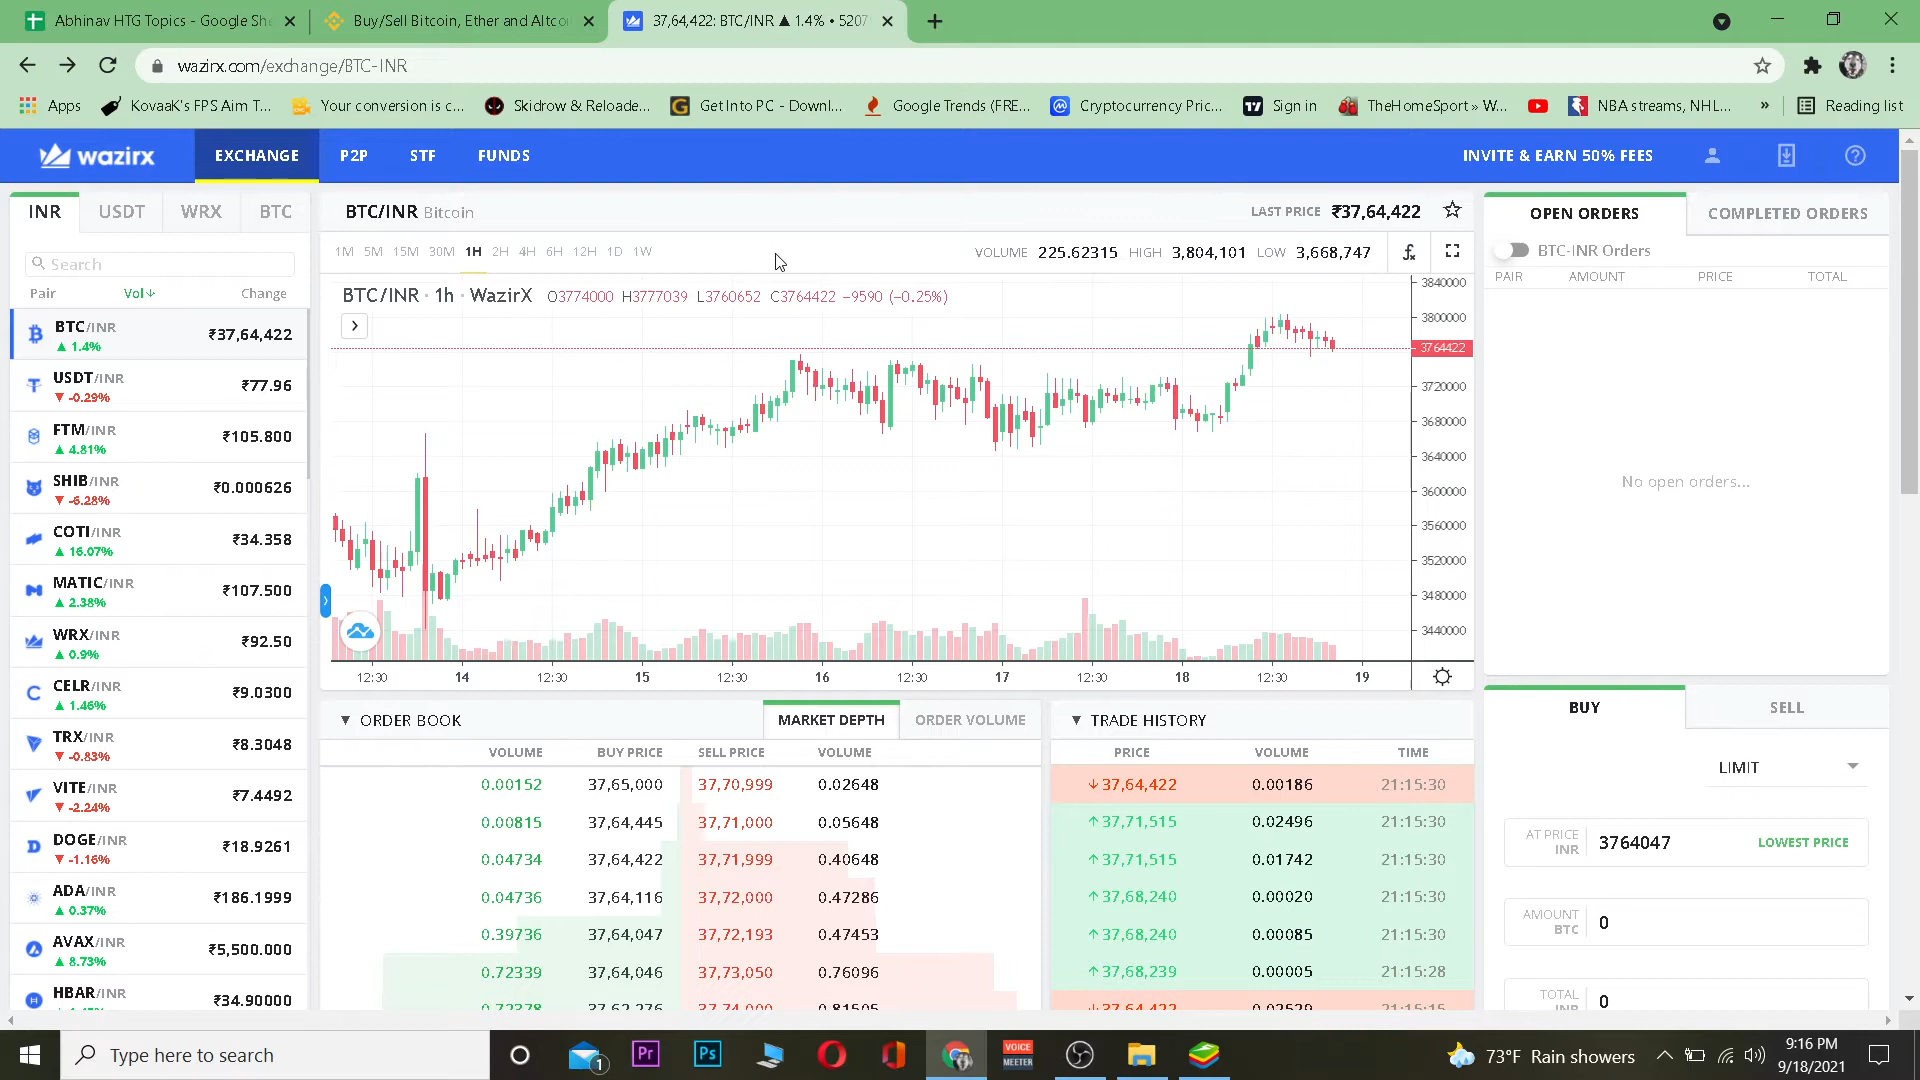 Abhinav HTG Topics - Google She
Buy/Sell Bitcoin, Ether and Altcoi
37,64,422: BTC/INR ▲ 1.4% • 5207
wazirx.com/exchange/BTC-INR
Apps
KovaaK's FPS Aim T...
Your conversion is c...
Skidrow & Reloade...
Get Into PC - Downl...
Google Trends (FRE...
Cryptocurrency Pric...
Sign in
TheHomeSport » W...
NBA streams, NHL...
»
Reading list
wazirx
EXCHANGE
P2P
STF
FUNDS
INVITE & EARN 50% FEES
INR USDT WRX BTC
Search
Pair Vol↓ Change
BTC/INR ₹37,64,422
▲ 1.4%
USDT/INR ₹77.96
▼ -0.29%
FTM/INR ₹105.800
▲ 4.81%
SHIB/INR ₹0.000626
▼ -6.28%
COTI/INR ₹34.358
▲ 16.07%
MATIC/INR ₹107.500
▲ 2.38%
WRX/INR ₹92.50
▲ 0.9%
CELR/INR ₹9.0300
▲ 1.46%
TRX/INR ₹8.3048
▼ -0.83%
VITE/INR ₹7.4492
▼ -2.24%
DOGE/INR ₹18.9261
▼ -1.16%
ADA/INR ₹186.1999
▲ 0.37%
AVAX/INR ₹5,500.000
▲ 8.73%
HBAR/INR ₹34.90000
BTC/INR Bitcoin
LAST PRICE ₹37,64,422
1M 5M 15M 30M 1H 2H 4H 6H 12H 1D 1W
VOLUME 225.62315 HIGH 3,804,101 LOW 3,668,747
BTC/INR · 1h · WazirX O3774000 H3777039 L3760652 C3764422 −9590 (−0.25%)
3840000
3800000
3764422
3720000
3680000
3640000
3600000
3560000
3520000
3480000
3440000
12:30 14 12:30 15 12:30 16 12:30 17 12:30 18 12:30 19
▼ ORDER BOOK
MARKET DEPTH
ORDER VOLUME
VOLUME BUY PRICE SELL PRICE VOLUME
0.00152 37,65,000 37,70,999 0.02648
0.00815 37,64,445 37,71,000 0.05648
0.04734 37,64,422 37,71,999 0.40648
0.04736 37,64,116 37,72,000 0.47286
0.39736 37,64,047 37,72,193 0.47453
0.72339 37,64,046 37,73,050 0.76096
▼ TRADE HISTORY
PRICE VOLUME TIME
↓ 37,64,422 0.00186 21:15:30
↑ 37,71,515 0.02496 21:15:30
↑ 37,71,515 0.01742 21:15:30
↑ 37,68,240 0.00020 21:15:30
↑ 37,68,240 0.00085 21:15:30
↑ 37,68,239 0.00005 21:15:28
OPEN ORDERS
COMPLETED ORDERS
BTC-INR Orders
PAIR AMOUNT PRICE TOTAL
No open orders...
BUY
SELL
LIMIT
AT PRICE
INR
3764047
LOWEST PRICE
AMOUNT
BTC
0
TOTAL
INR
0
Type here to search
1
Pr
Ps
VOICE
MEETER
73°F Rain showers
9:16 PM
9/18/2021